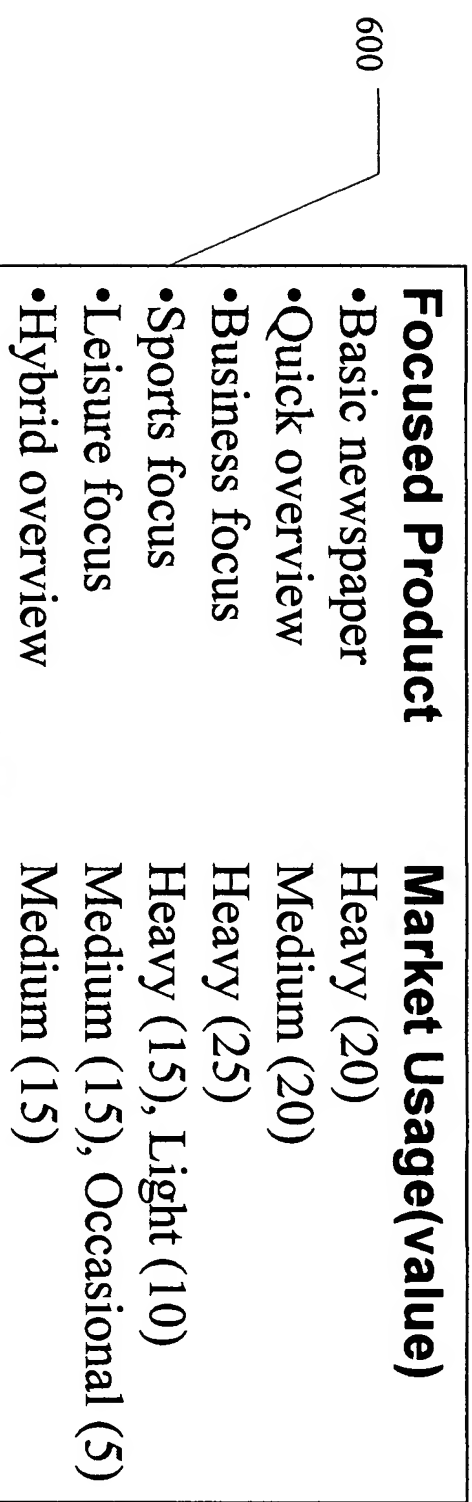 600
Focused Product Market Usage(value)
•Basic newspaper Heavy (20)
•Quick overview Medium (20)
•Business focus Heavy (25)
•Sports focus Heavy (15), Light (10)
•Leisure focus Medium (15), Occasional (5)
•Hybrid overview Medium (15)